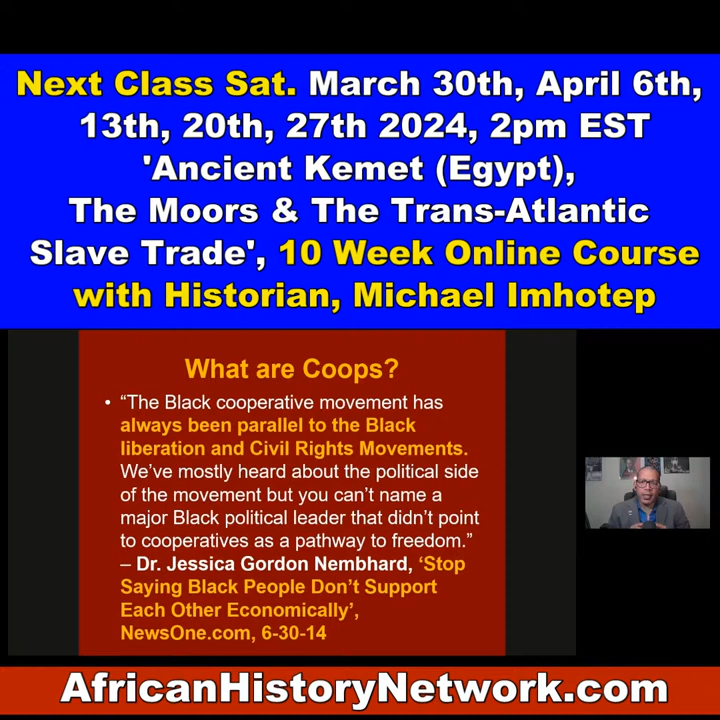 Next Class Sat. March 30th, April 6th,
13th, 20th, 27th 2024, 2pm EST
'Ancient Kemet (Egypt),
The Moors & The Trans-Atlantic
Slave Trade', 10 Week Online Course
with Historian, Michael Imhotep
What are Coops?
• “The Black cooperative movement has
always been parallel to the Black
liberation and Civil Rights Movements.
We’ve mostly heard about the political side
of the movement but you can’t name a
major Black political leader that didn’t point
to cooperatives as a pathway to freedom.”
– Dr. Jessica Gordon Nembhard, ‘Stop
Saying Black People Don’t Support
Each Other Economically’,
NewsOne.com, 6-30-14
AfricanHistoryNetwork.com